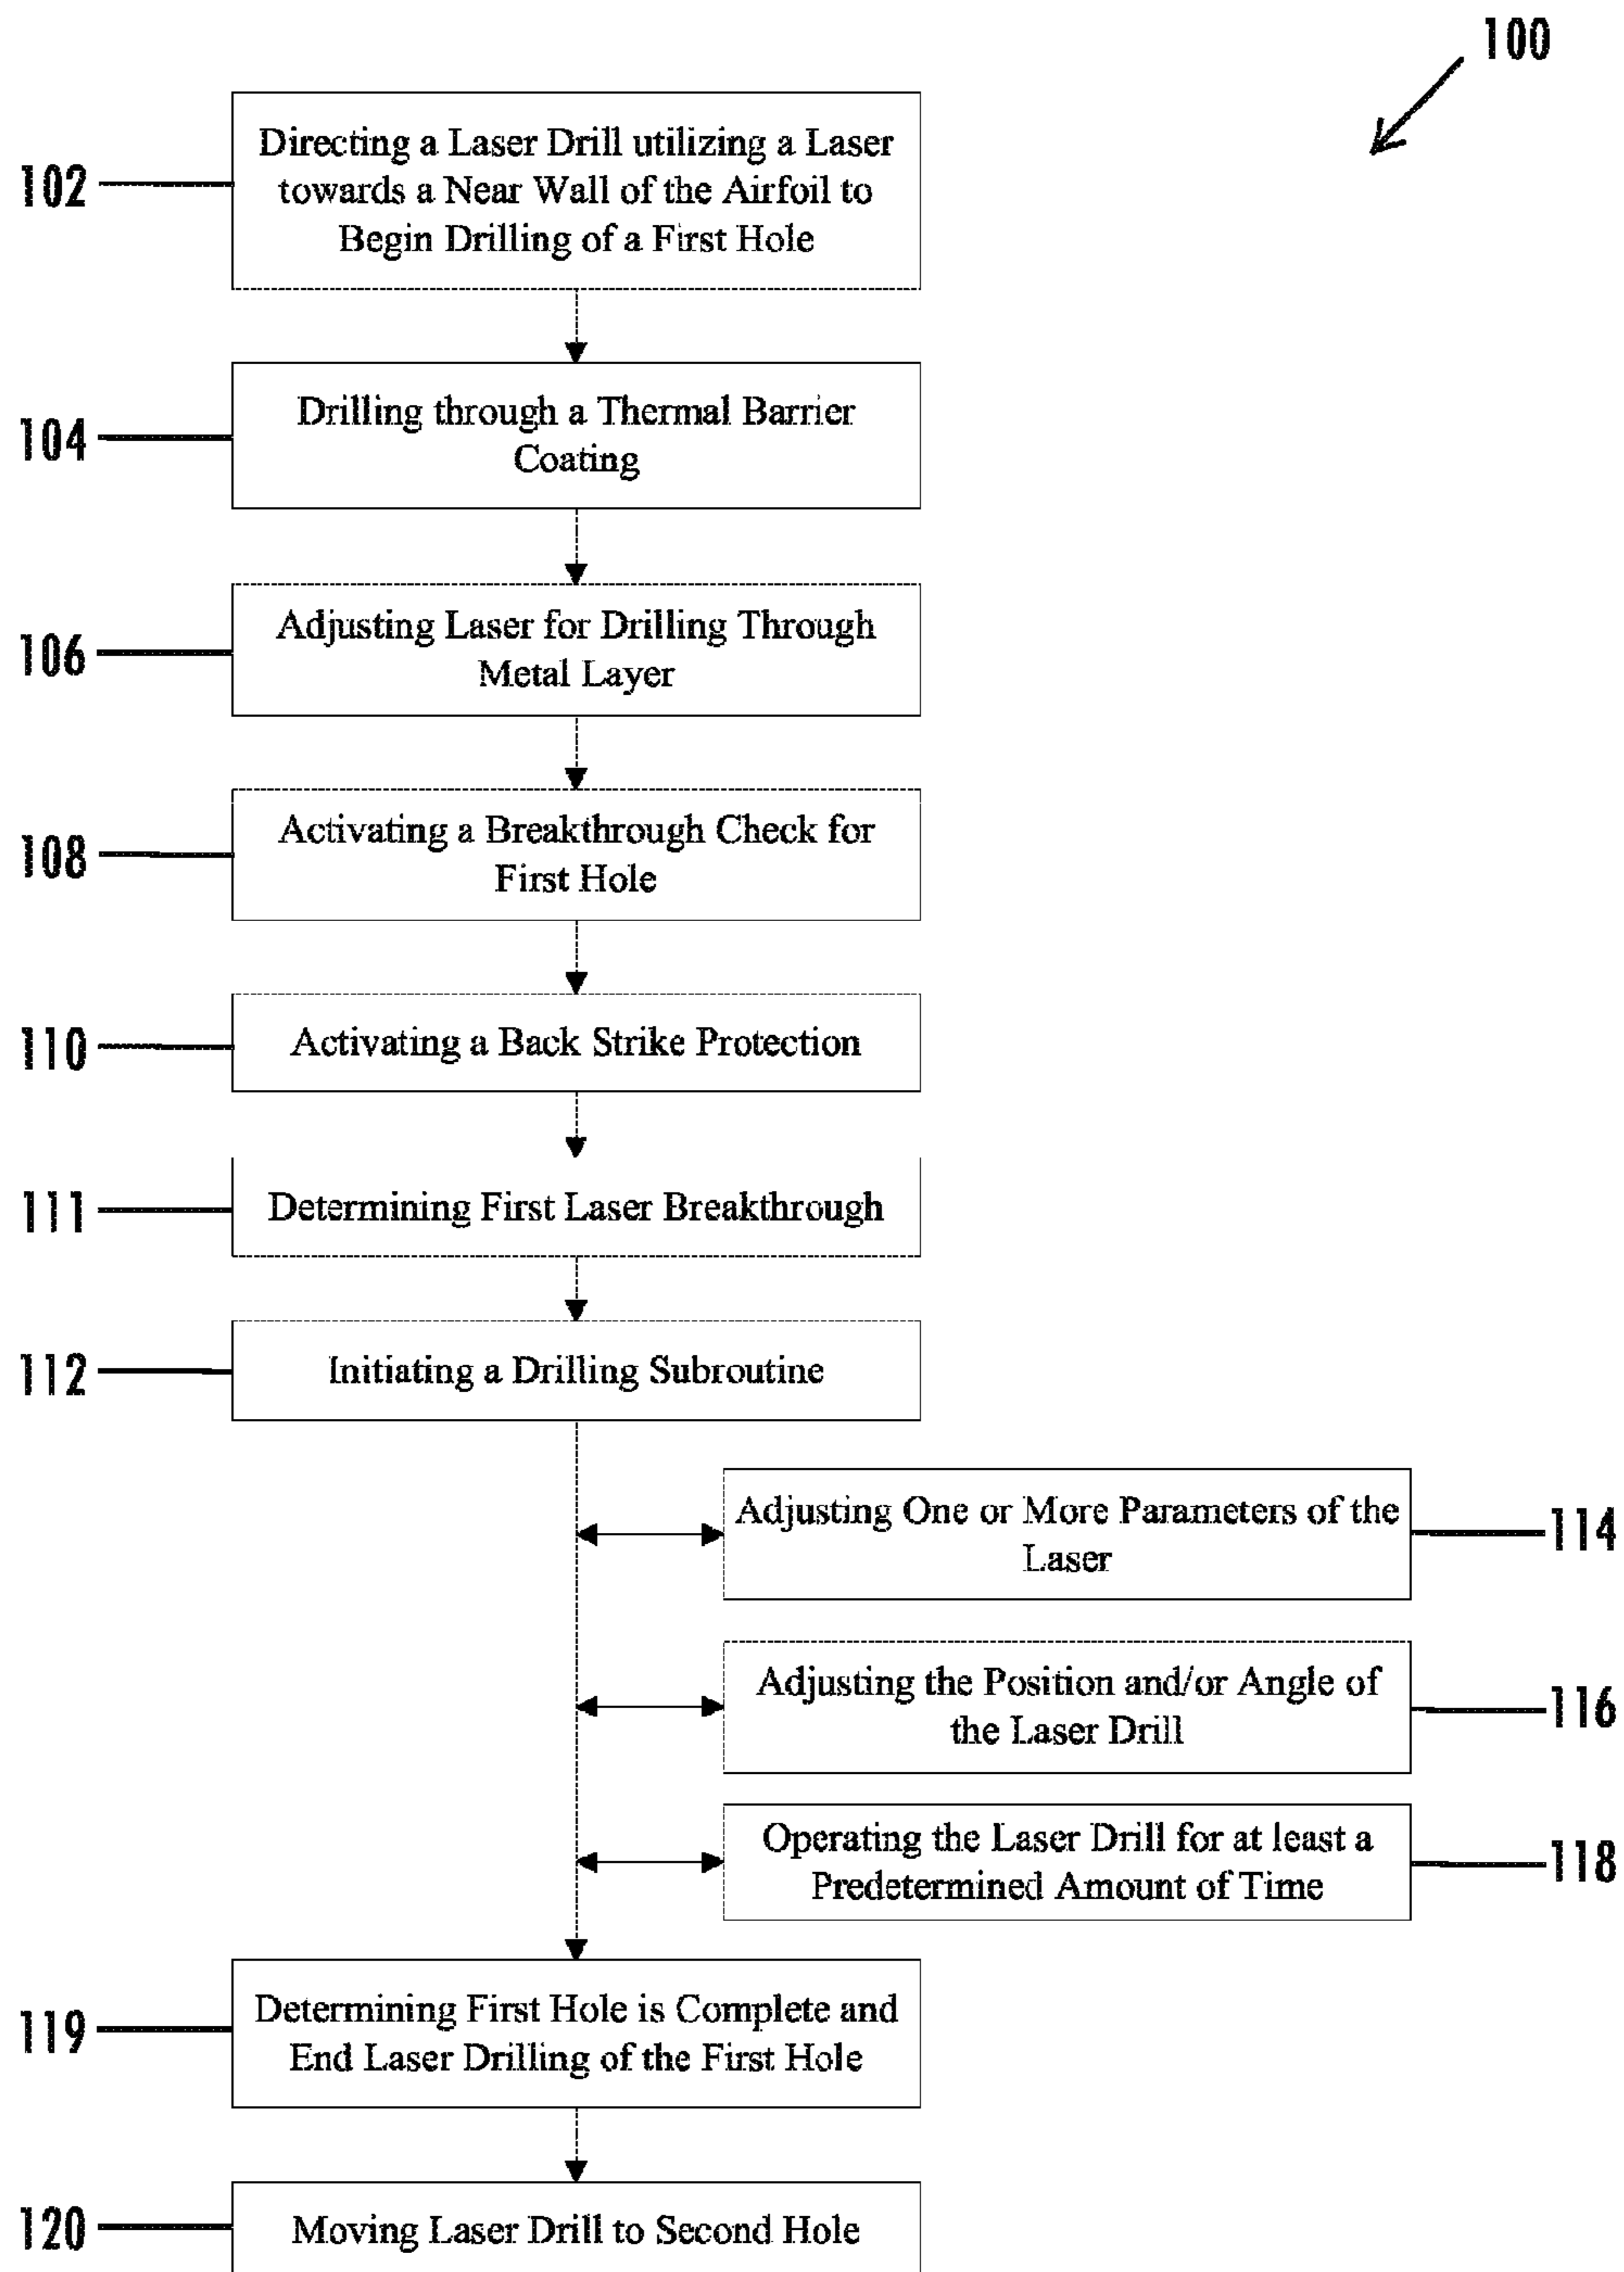 100
102
Directing a Laser Drill utilizing a Laser
towards a Near Wall of the Airfoil to
Begin Drilling of a First Hole
104
Drilling through a Thermal Barrier
Coating
106
Adjusting Laser for Drilling Through
Metal Layer
108
Activating a Breakthrough Check for
First Hole
110
Activating a Back Strike Protection
111
Determining First Laser Breakthrough
112
Initiating a Drilling Subroutine
Adjusting One or More Parameters of the
Laser
114
Adjusting the Position and/or Angle of
the Laser Drill
116
Operating the Laser Drill for at least a
Predetermined Amount of Time
118
119
Determining First Hole is Complete and
End Laser Drilling of the First Hole
120
Moving Laser Drill to Second Hole